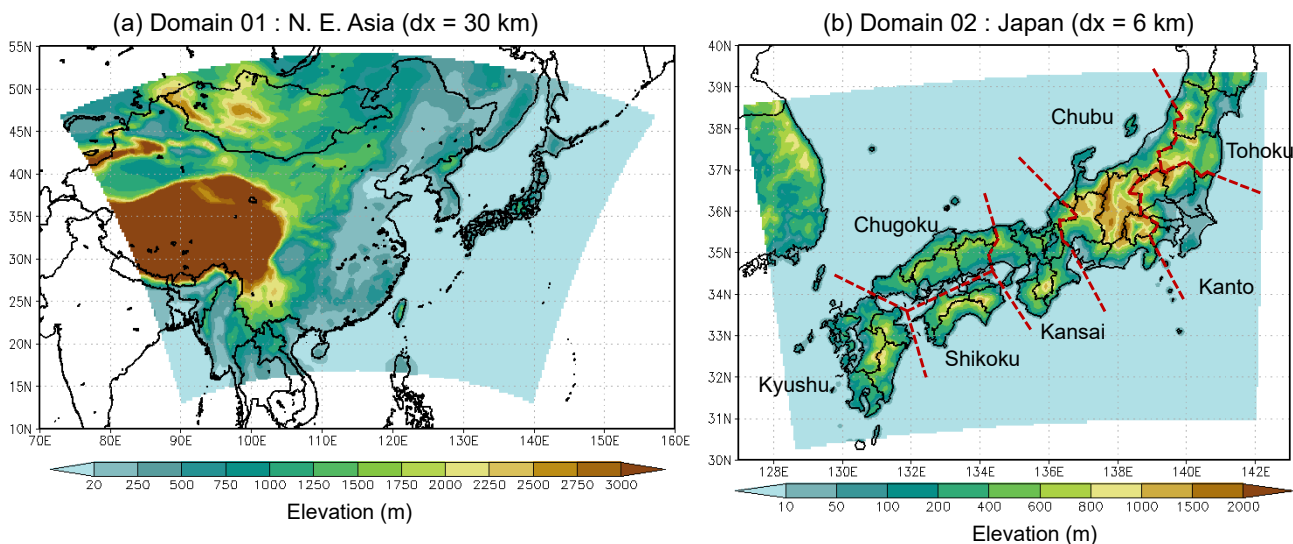 (a) Domain 01 : N. E. Asia (dx = 30 km)
55N
50N
45N
40N
35N
30N
25N
20N
15N
10N
70E 80E 90E 100E 110E 120E 130E 140E 150E 160E
20 250 500 750 1000 1250 1500 1750 2000 2250 2500 2750 3000
Elevation (m)
(b) Domain 02 : Japan (dx = 6 km)
40N
39N
38N
37N
36N
35N
34N
33N
32N
31N
30N
Chubu
Tohoku
Chugoku
Kanto
Kansai
Shikoku
Kyushu
128E 130E 132E 134E 136E 138E 140E 142E
10 50 100 200 400 600 800 1000 1500 2000
Elevation (m)